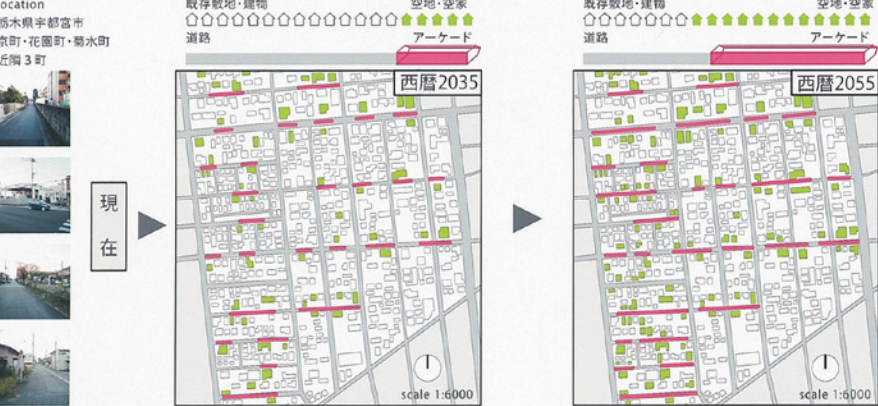 ocation
栃木県宇都宮市
京町・花園町・菊水町
近隣3町
現在
既存敷地・建物
空地・空家
道路
アーケード
西暦2035
scale 1:6000
既存敷地・建物
空地・空家
道路
アーケード
西暦2055
scale 1:6000